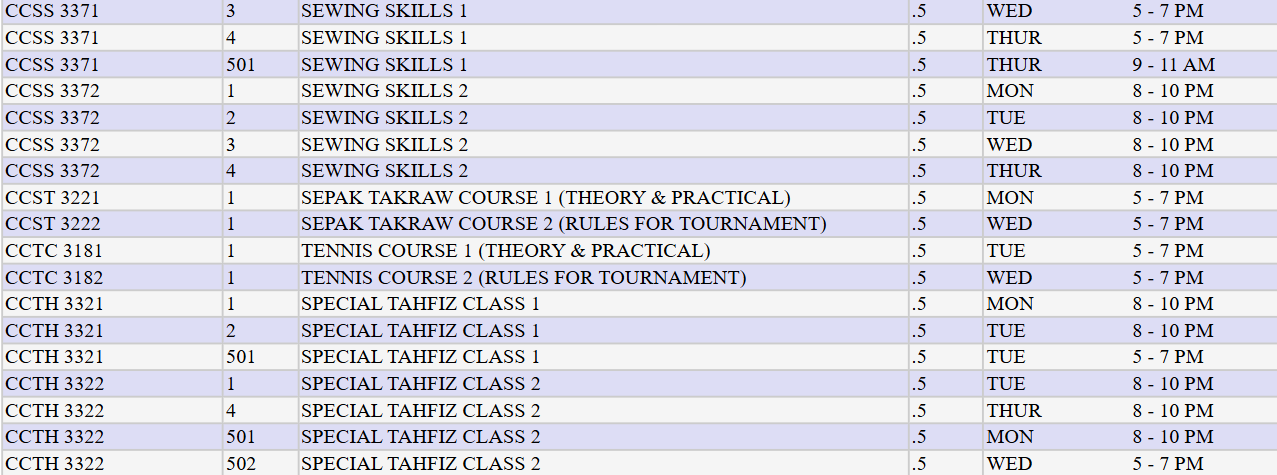 CCSS 3371 3 SEWING SKILLS 1 .5 WED 5 - 7 PM
CCSS 3371 4 SEWING SKILLS 1 .5 THUR 5 - 7 PM
CCSS 3371 501 SEWING SKILLS 1 .5 THUR 9 - 11 AM
CCSS 3372 1 SEWING SKILLS 2 .5 MON 8 - 10 PM
CCSS 3372 2 SEWING SKILLS 2 .5 TUE 8 - 10 PM
CCSS 3372 3 SEWING SKILLS 2 .5 WED 8 - 10 PM
CCSS 3372 4 SEWING SKILLS 2 .5 THUR 8 - 10 PM
CCST 3221 1 SEPAK TAKRAW COURSE 1 (THEORY & PRACTICAL) .5 MON 5 - 7 PM
CCST 3222 1 SEPAK TAKRAW COURSE 2 (RULES FOR TOURNAMENT) .5 WED 5 - 7 PM
CCTC 3181 1 TENNIS COURSE 1 (THEORY & PRACTICAL) .5 TUE 5 - 7 PM
CCTC 3182 1 TENNIS COURSE 2 (RULES FOR TOURNAMENT) .5 WED 5 - 7 PM
CCTH 3321 1 SPECIAL TAHFIZ CLASS 1 .5 MON 8 - 10 PM
CCTH 3321 2 SPECIAL TAHFIZ CLASS 1 .5 TUE 8 - 10 PM
CCTH 3321 501 SPECIAL TAHFIZ CLASS 1 .5 TUE 5 - 7 PM
CCTH 3322 1 SPECIAL TAHFIZ CLASS 2 .5 TUE 8 - 10 PM
CCTH 3322 4 SPECIAL TAHFIZ CLASS 2 .5 THUR 8 - 10 PM
CCTH 3322 501 SPECIAL TAHFIZ CLASS 2 .5 MON 8 - 10 PM
CCTH 3322 502 SPECIAL TAHFIZ CLASS 2 .5 WED 5 - 7 PM